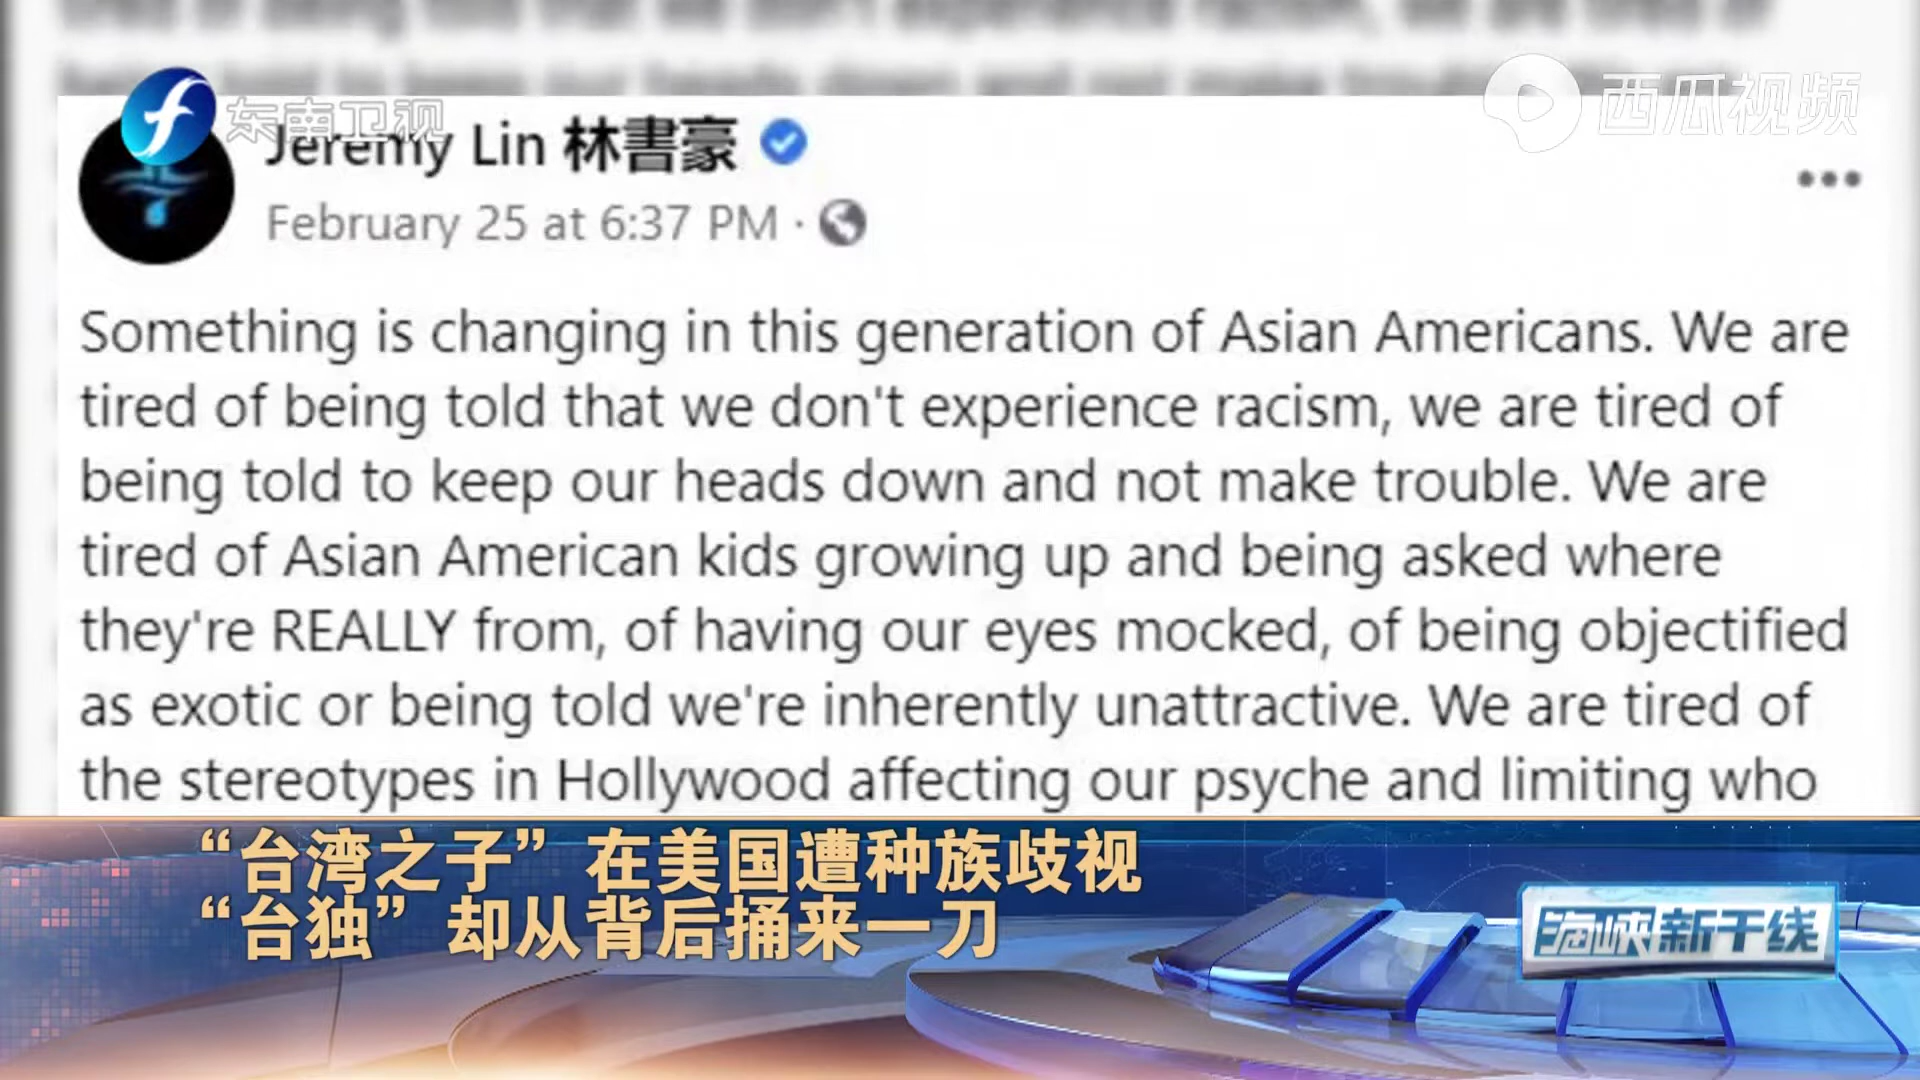 东南卫视
西瓜视频
Jeremy Lin 林書豪
February 25 at 6:37 PM ·
Something is changing in this generation of Asian Americans. We are
tired of being told that we don't experience racism, we are tired of
being told to keep our heads down and not make trouble. We are
tired of Asian American kids growing up and being asked where
they're REALLY from, of having our eyes mocked, of being objectified
as exotic or being told we're inherently unattractive. We are tired of
the stereotypes in Hollywood affecting our psyche and limiting who
“台湾之子”在美国遭种族歧视
“台独”却从背后捅来一刀
海峡新干线